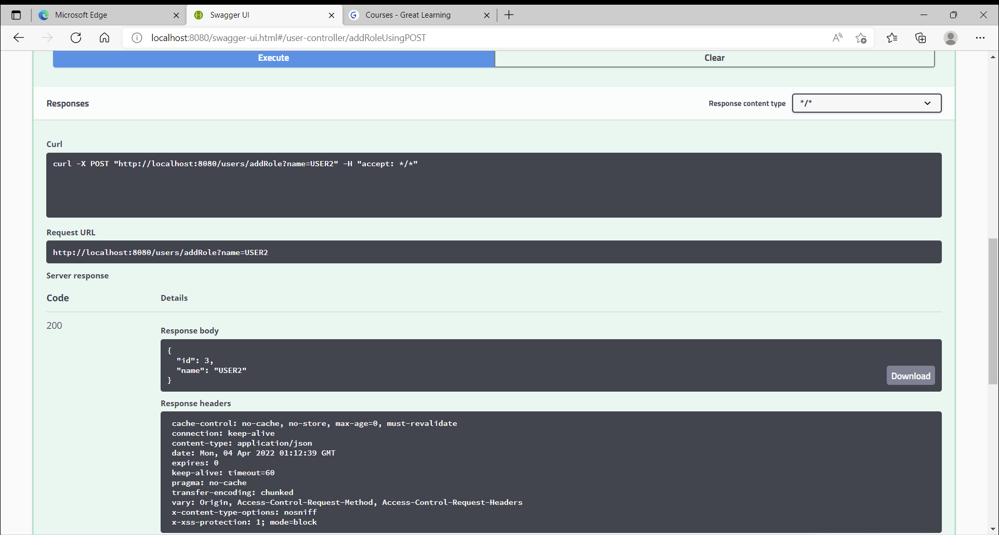 Microsoft Edge
Swagger UI
Courses - Great Learning
localhost:8080/swagger-ui.html#/user-controller/addRoleUsingPOST
Execute
Clear
Responses
Response content type
*/*
Curl
curl -X POST "http://localhost:8080/users/addRole?name=USER2" -H "accept: */*"
Request URL
http://localhost:8080/users/addRole?name=USER2
Server response
Code
Details
200
Response body
{
"id": 3,
"name": "USER2"
}
Download
Response headers
cache-control: no-cache, no-store, max-age=0, must-revalidate
connection: keep-alive
content-type: application/json
date: Mon, 04 Apr 2022 01:12:39 GMT
expires: 0
keep-alive: timeout=60
pragma: no-cache
transfer-encoding: chunked
vary: Origin, Access-Control-Request-Method, Access-Control-Request-Headers
x-content-type-options: nosniff
x-xss-protection: 1; mode=block